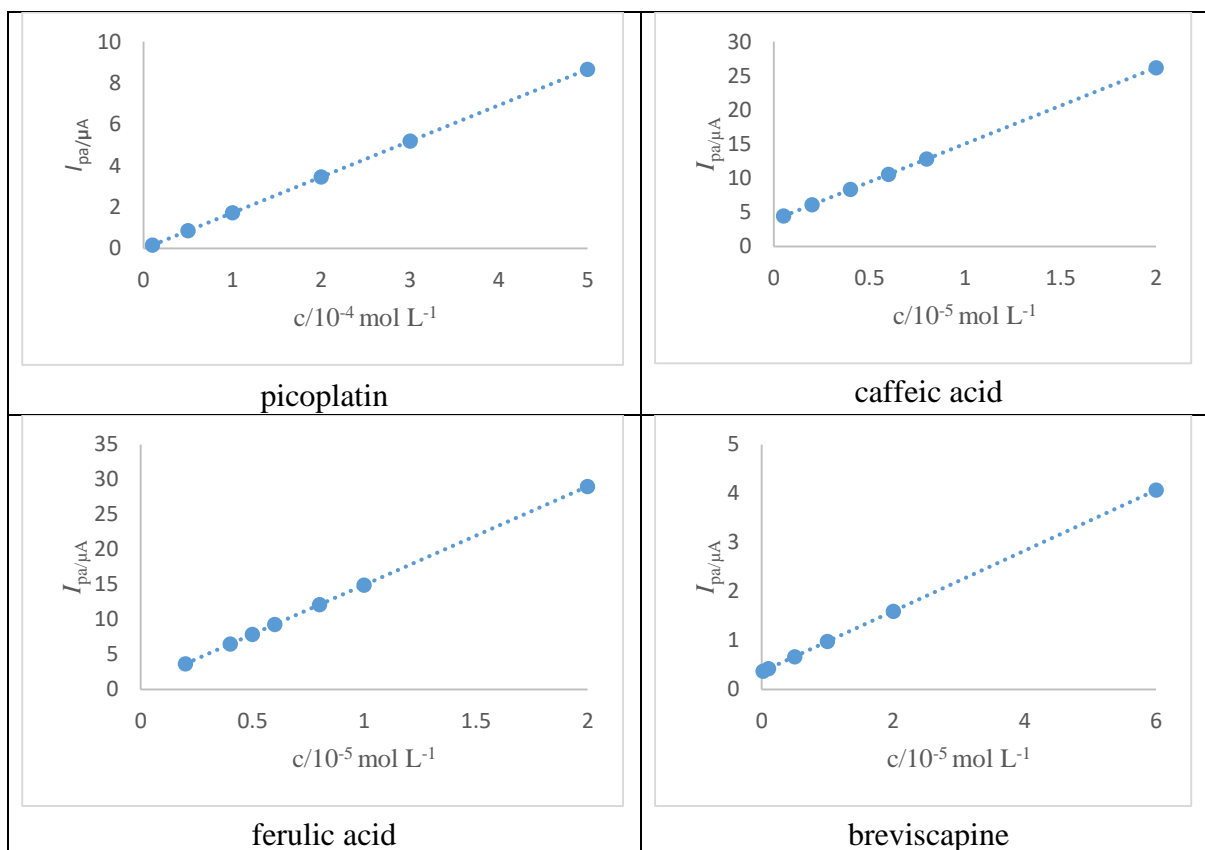 10
8
6
4
2
0
I pa/μA
0 1 2 3 4 5
c/10-4 mol L-1
picoplatin
30
25
20
15
10
5
0
I pa/μA
0 0.5 1 1.5 2
c/10-5 mol L-1
caffeic acid
35
30
25
20
15
10
5
0
I pa/μA
0 0.5 1 1.5 2
c/10-5 mol L-1
ferulic acid
5
4
3
2
1
0
I pa/μA
0 2 4 6
c/10-5 mol L-1
breviscapine